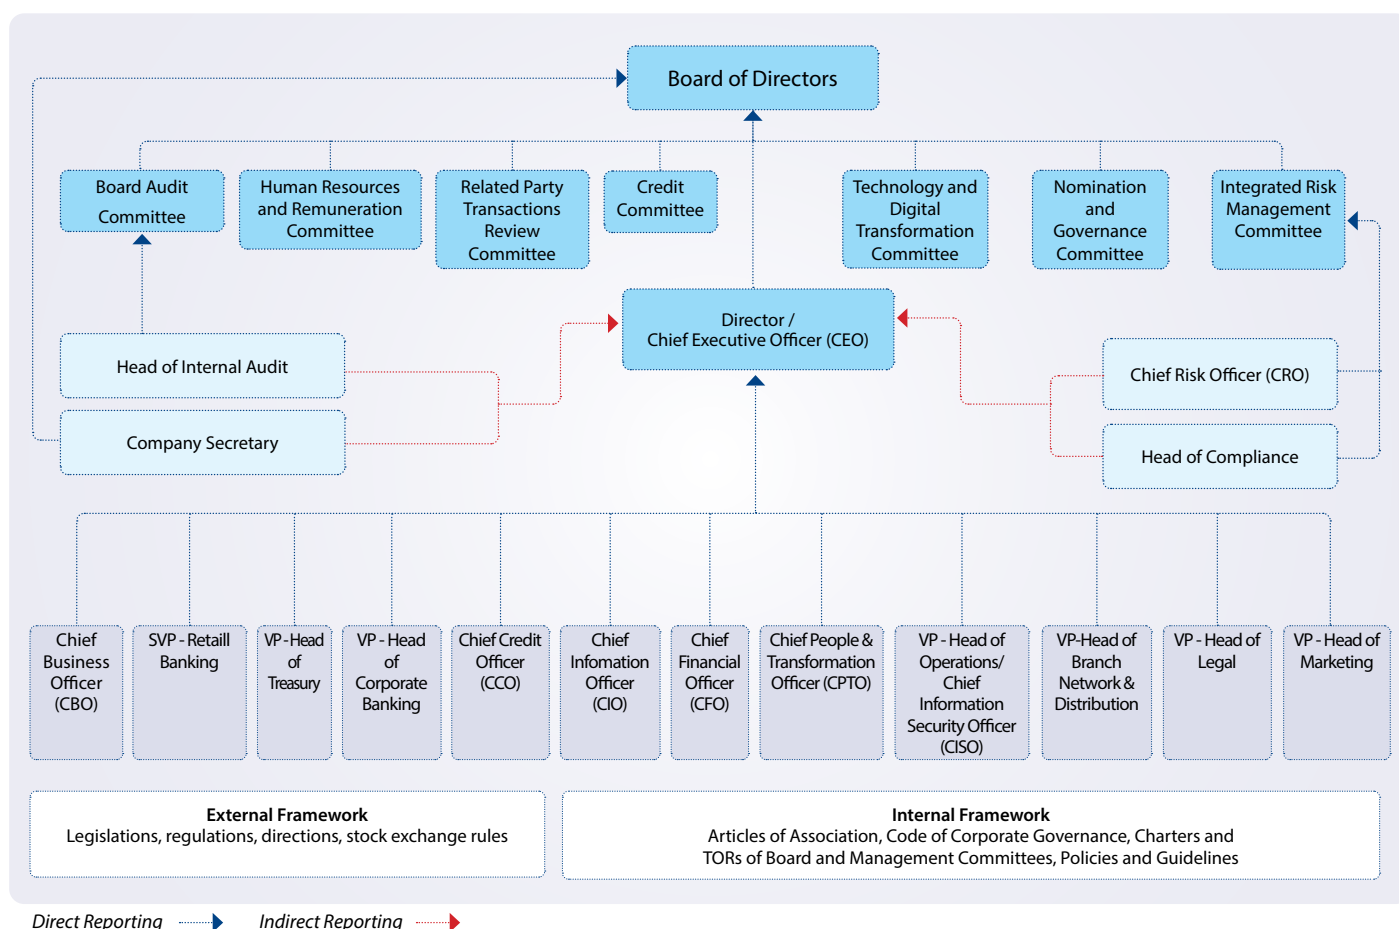 Board of Directors
Board Audit
Committee
Human Resources
and Remuneration
Committee
Related Party
Transactions
Review
Committee
Credit
Committee
Technology and
Digital
Transformation
Committee
Nomination
and
Governance
Committee
Integrated Risk
Management
Committee
Director /
Chief Executive Officer (CEO)
Head of Internal Audit
Company Secretary
Chief Risk Officer (CRO)
Head of Compliance
Chief
Business
Officer
(CBO)
SVP - Retaill
Banking
VP - Head
of
Treasury
VP - Head
of
Corporate
Banking
Chief Credit
Officer
(CCO)
Chief
Infomation
Officer
(CIO)
Chief
Financial
Officer
(CFO)
Chief People &
Transformation
Officer (CPTO)
VP - Head of
Operations/
Chief
Information
Security Officer
(CISO)
VP-Head of
Branch
Network &
Distribution
VP - Head of
Legal
VP - Head of
Marketing
External Framework
Legislations, regulations, directions, stock exchange rules
Internal Framework
Articles of Association, Code of Corporate Governance, Charters and
TORs of Board and Management Committees, Policies and Guidelines
Direct Reporting
Indirect Reporting